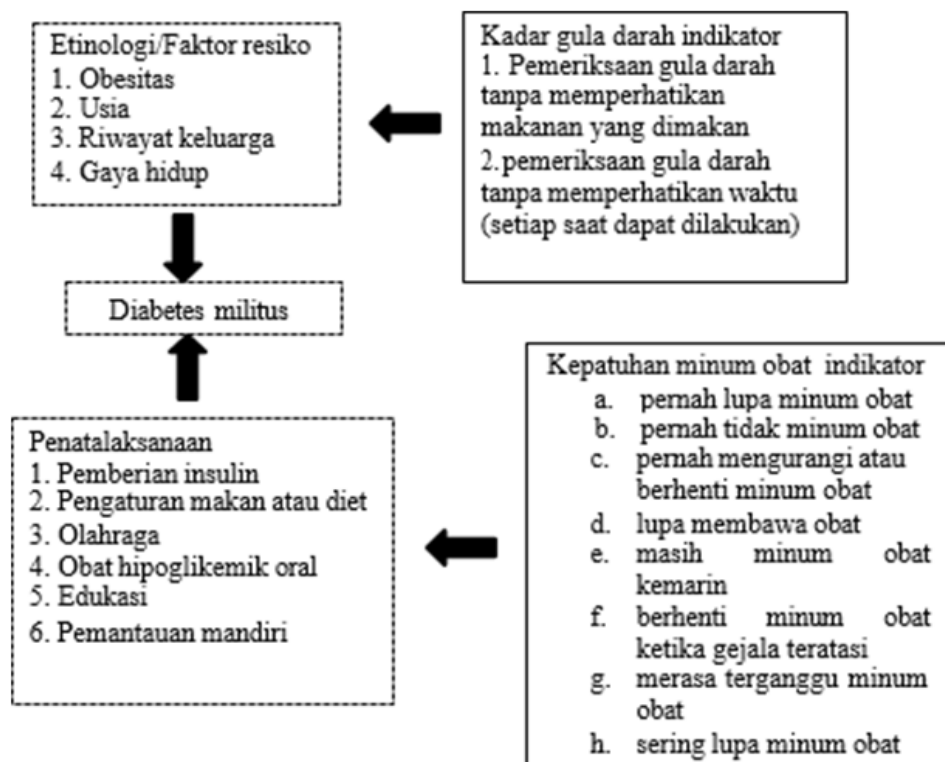 Etinologi/Faktor resiko
1. Obesitas
2. Usia
3. Riwayat keluarga
4. Gaya hidup
Kadar gula darah indikator
1. Pemeriksaan gula darah
tanpa memperhatikan
makanan yang dimakan
2.pemeriksaan gula darah
tanpa memperhatikan waktu
(setiap saat dapat dilakukan)
Diabetes militus
Penatalaksanaan
1. Pemberian insulin
2. Pengaturan makan atau diet
3. Olahraga
4. Obat hipoglikemik oral
5. Edukasi
6. Pemantauan mandiri
Kepatuhan minum obat indikator
a. pernah lupa minum obat
b. pernah tidak minum obat
c. pernah mengurangi atau
berhenti minum obat
d. lupa membawa obat
e. masih minum obat
kemarin
f. berhenti minum obat
ketika gejala teratasi
g. merasa terganggu minum
obat
h. sering lupa minum obat